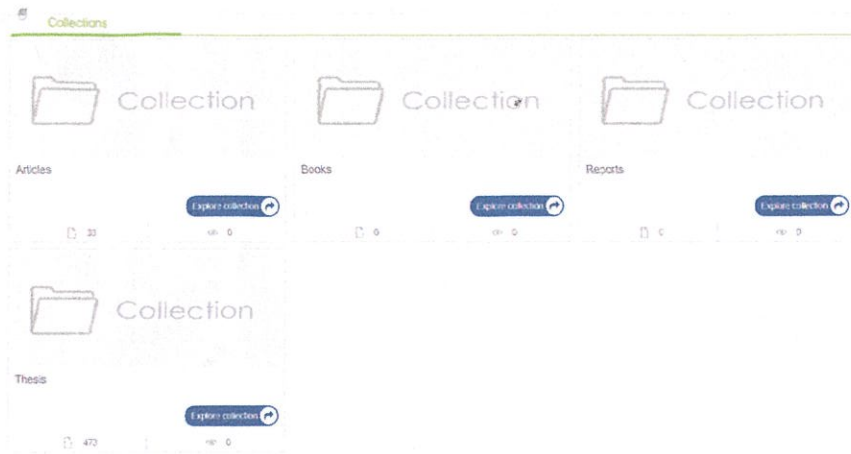 Collections
Collection Collection Collection
Articles Books Reports
Explore collection Explore collection Explore collection
33 0 0 0 0 0
Collection
Thesis
Explore collection
473 0